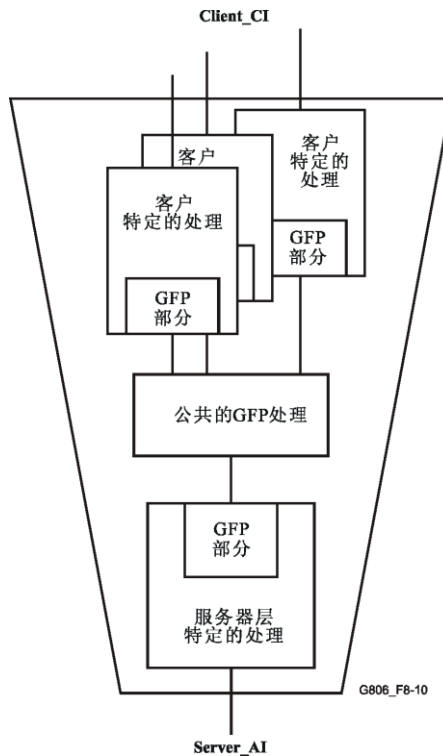 Client_CI
客户
特定的
处理
客户
客户
特定的处理
GFP
部分
GFP
部分
公共的GFP处理
GFP
部分
服务器层
特定的处理
G806_F8-10
Server_AI